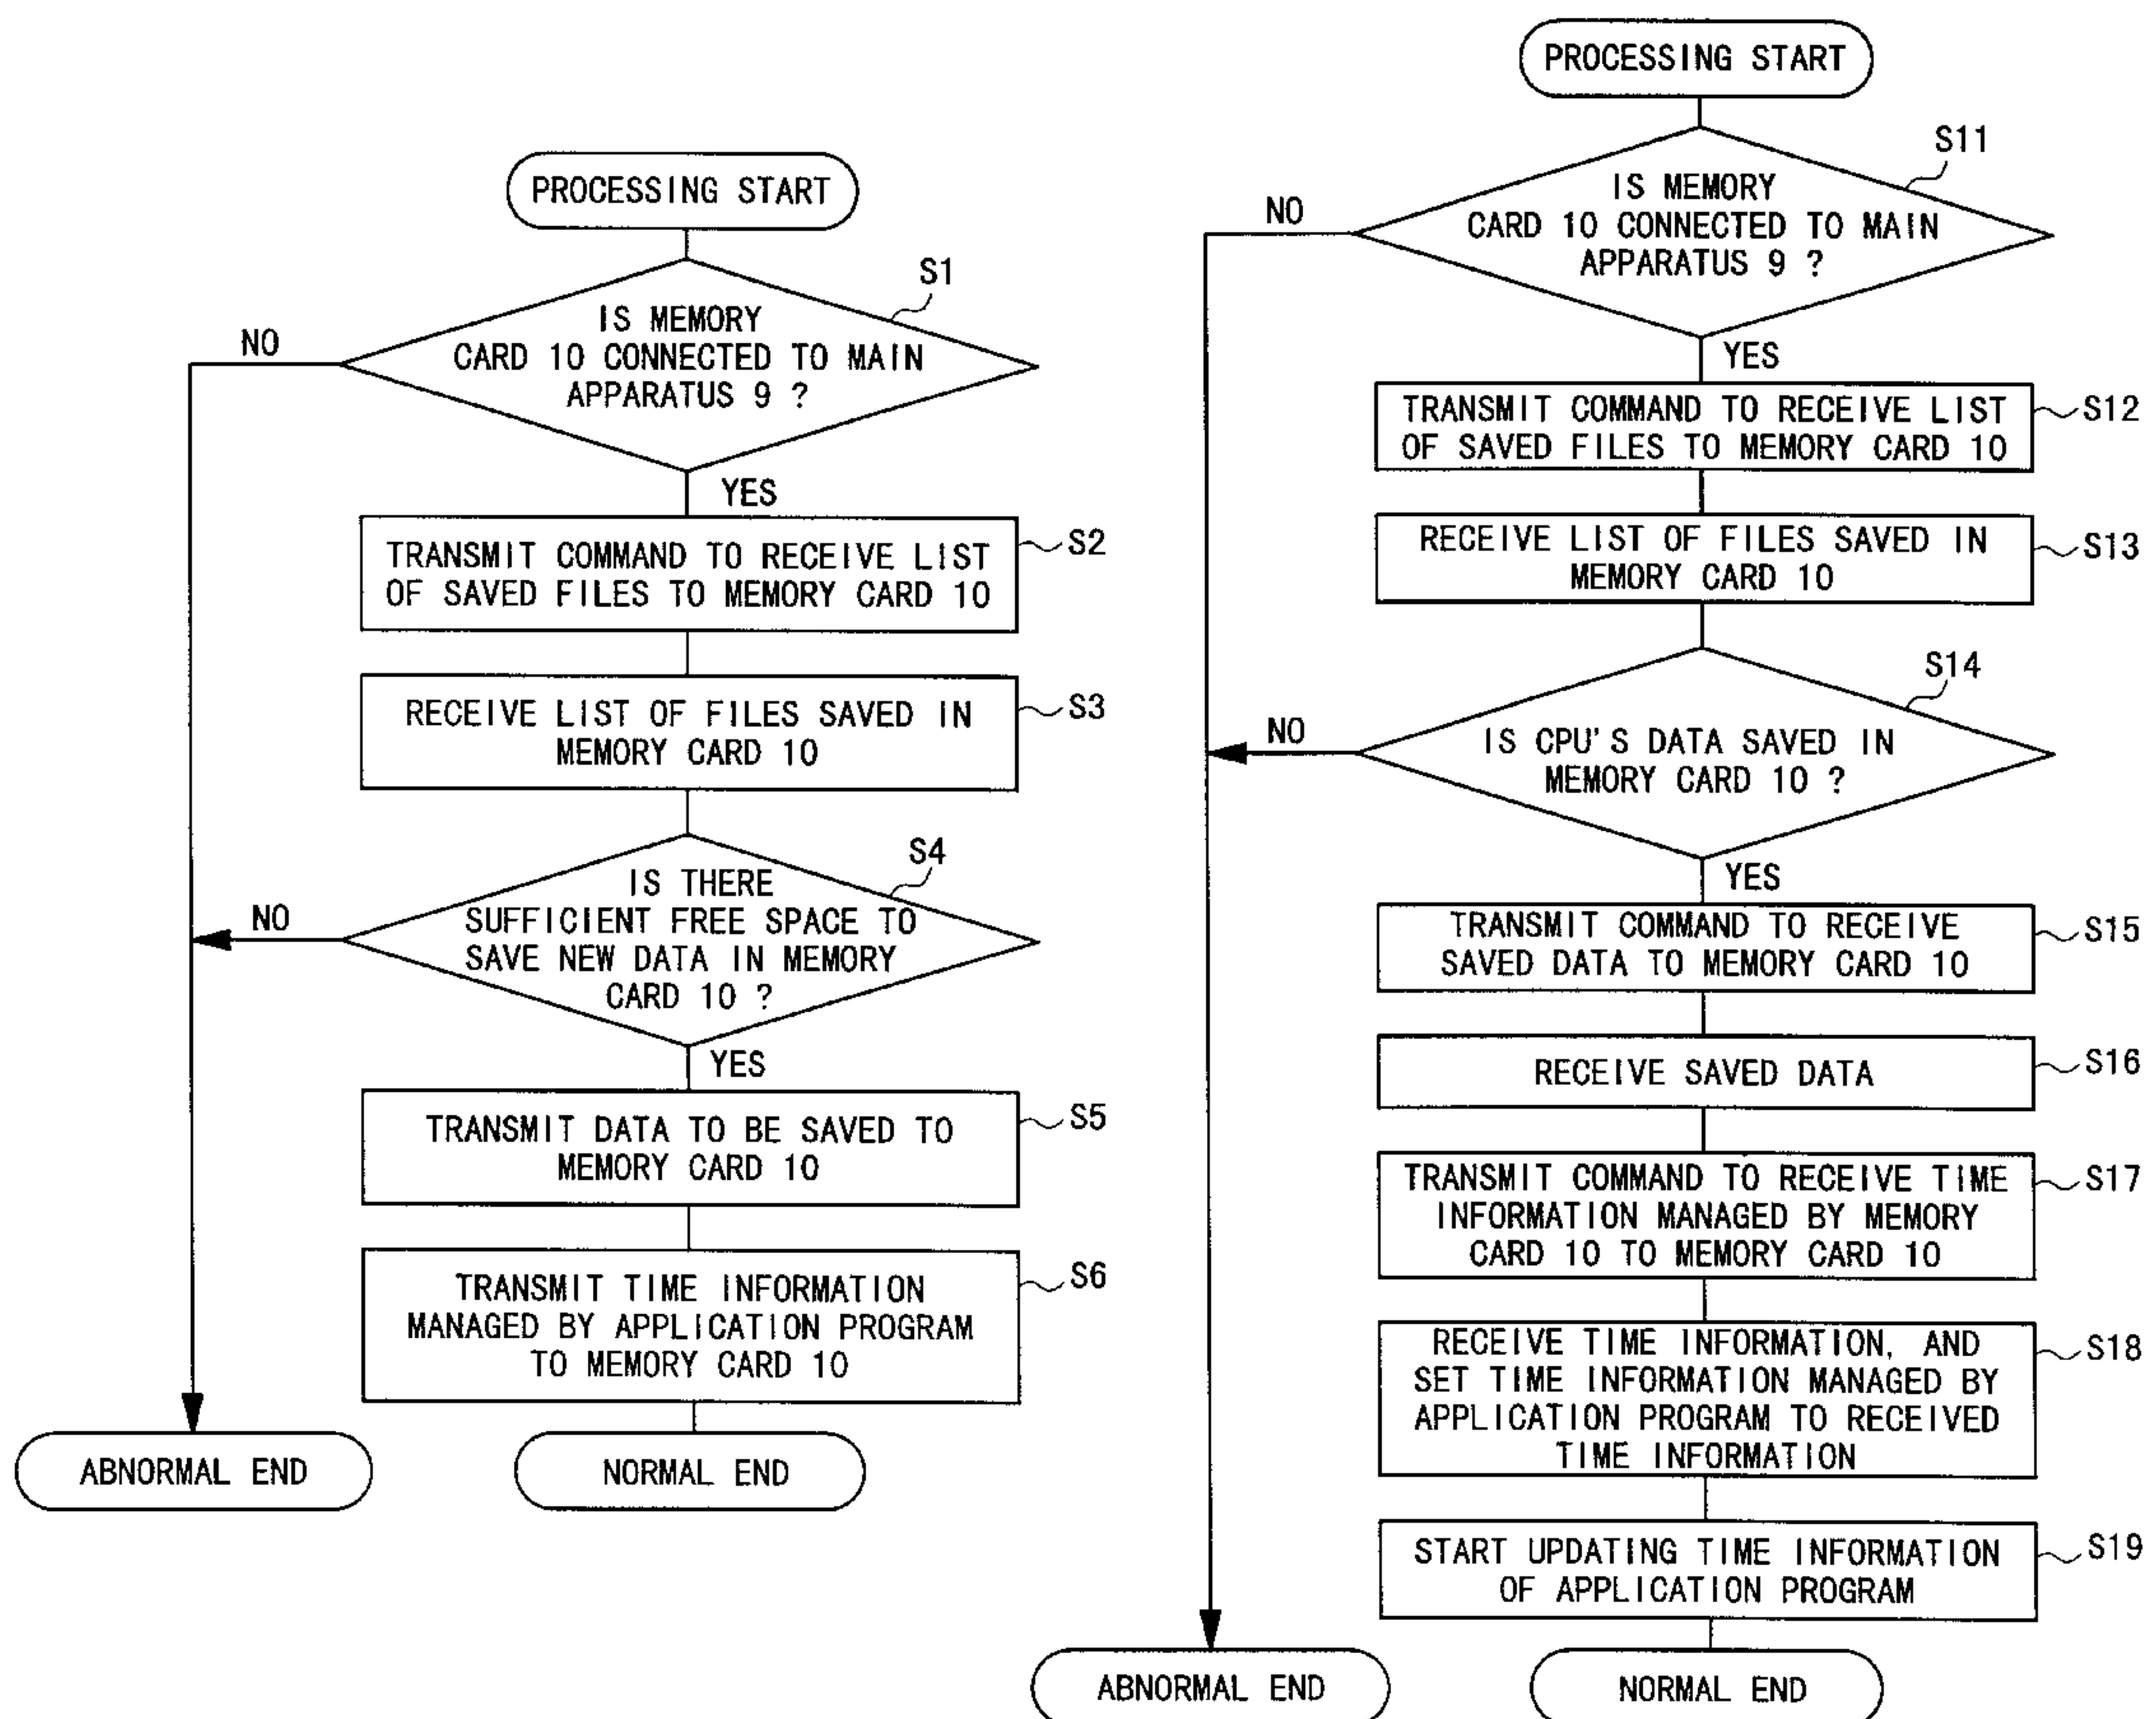 PROCESSING START
S1
IS MEMORY
CARD 10 CONNECTED TO MAIN
APPARATUS 9 ?
NO
YES
TRANSMIT COMMAND TO RECEIVE LIST
OF SAVED FILES TO MEMORY CARD 10
S2
RECEIVE LIST OF FILES SAVED IN
MEMORY CARD 10
S3
S4
IS THERE
SUFFICIENT FREE SPACE TO
SAVE NEW DATA IN MEMORY
CARD 10 ?
NO
YES
TRANSMIT DATA TO BE SAVED TO
MEMORY CARD 10
S5
TRANSMIT TIME INFORMATION
MANAGED BY APPLICATION PROGRAM
TO MEMORY CARD 10
S6
ABNORMAL END
NORMAL END
PROCESSING START
S11
IS MEMORY
CARD 10 CONNECTED TO MAIN
APPARATUS 9 ?
NO
YES
TRANSMIT COMMAND TO RECEIVE LIST
OF SAVED FILES TO MEMORY CARD 10
S12
RECEIVE LIST OF FILES SAVED IN
MEMORY CARD 10
S13
S14
IS CPU'S DATA SAVED IN
MEMORY CARD 10 ?
NO
YES
TRANSMIT COMMAND TO RECEIVE
SAVED DATA TO MEMORY CARD 10
S15
RECEIVE SAVED DATA
S16
TRANSMIT COMMAND TO RECEIVE TIME
INFORMATION MANAGED BY MEMORY
CARD 10 TO MEMORY CARD 10
S17
RECEIVE TIME INFORMATION, AND
SET TIME INFORMATION MANAGED BY
APPLICATION PROGRAM TO RECEIVED
TIME INFORMATION
S18
START UPDATING TIME INFORMATION
OF APPLICATION PROGRAM
S19
ABNORMAL END
NORMAL END